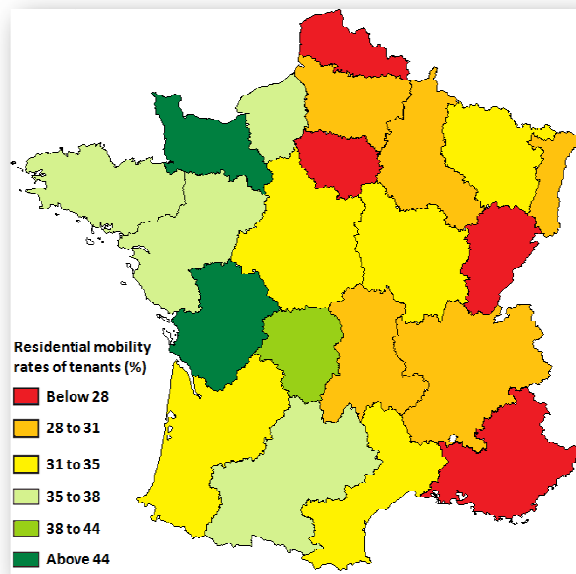 Residential mobility
rates of tenants (%)
Below 28
28 to 31
31 to 35
35 to 38
38 to 44
Above 44